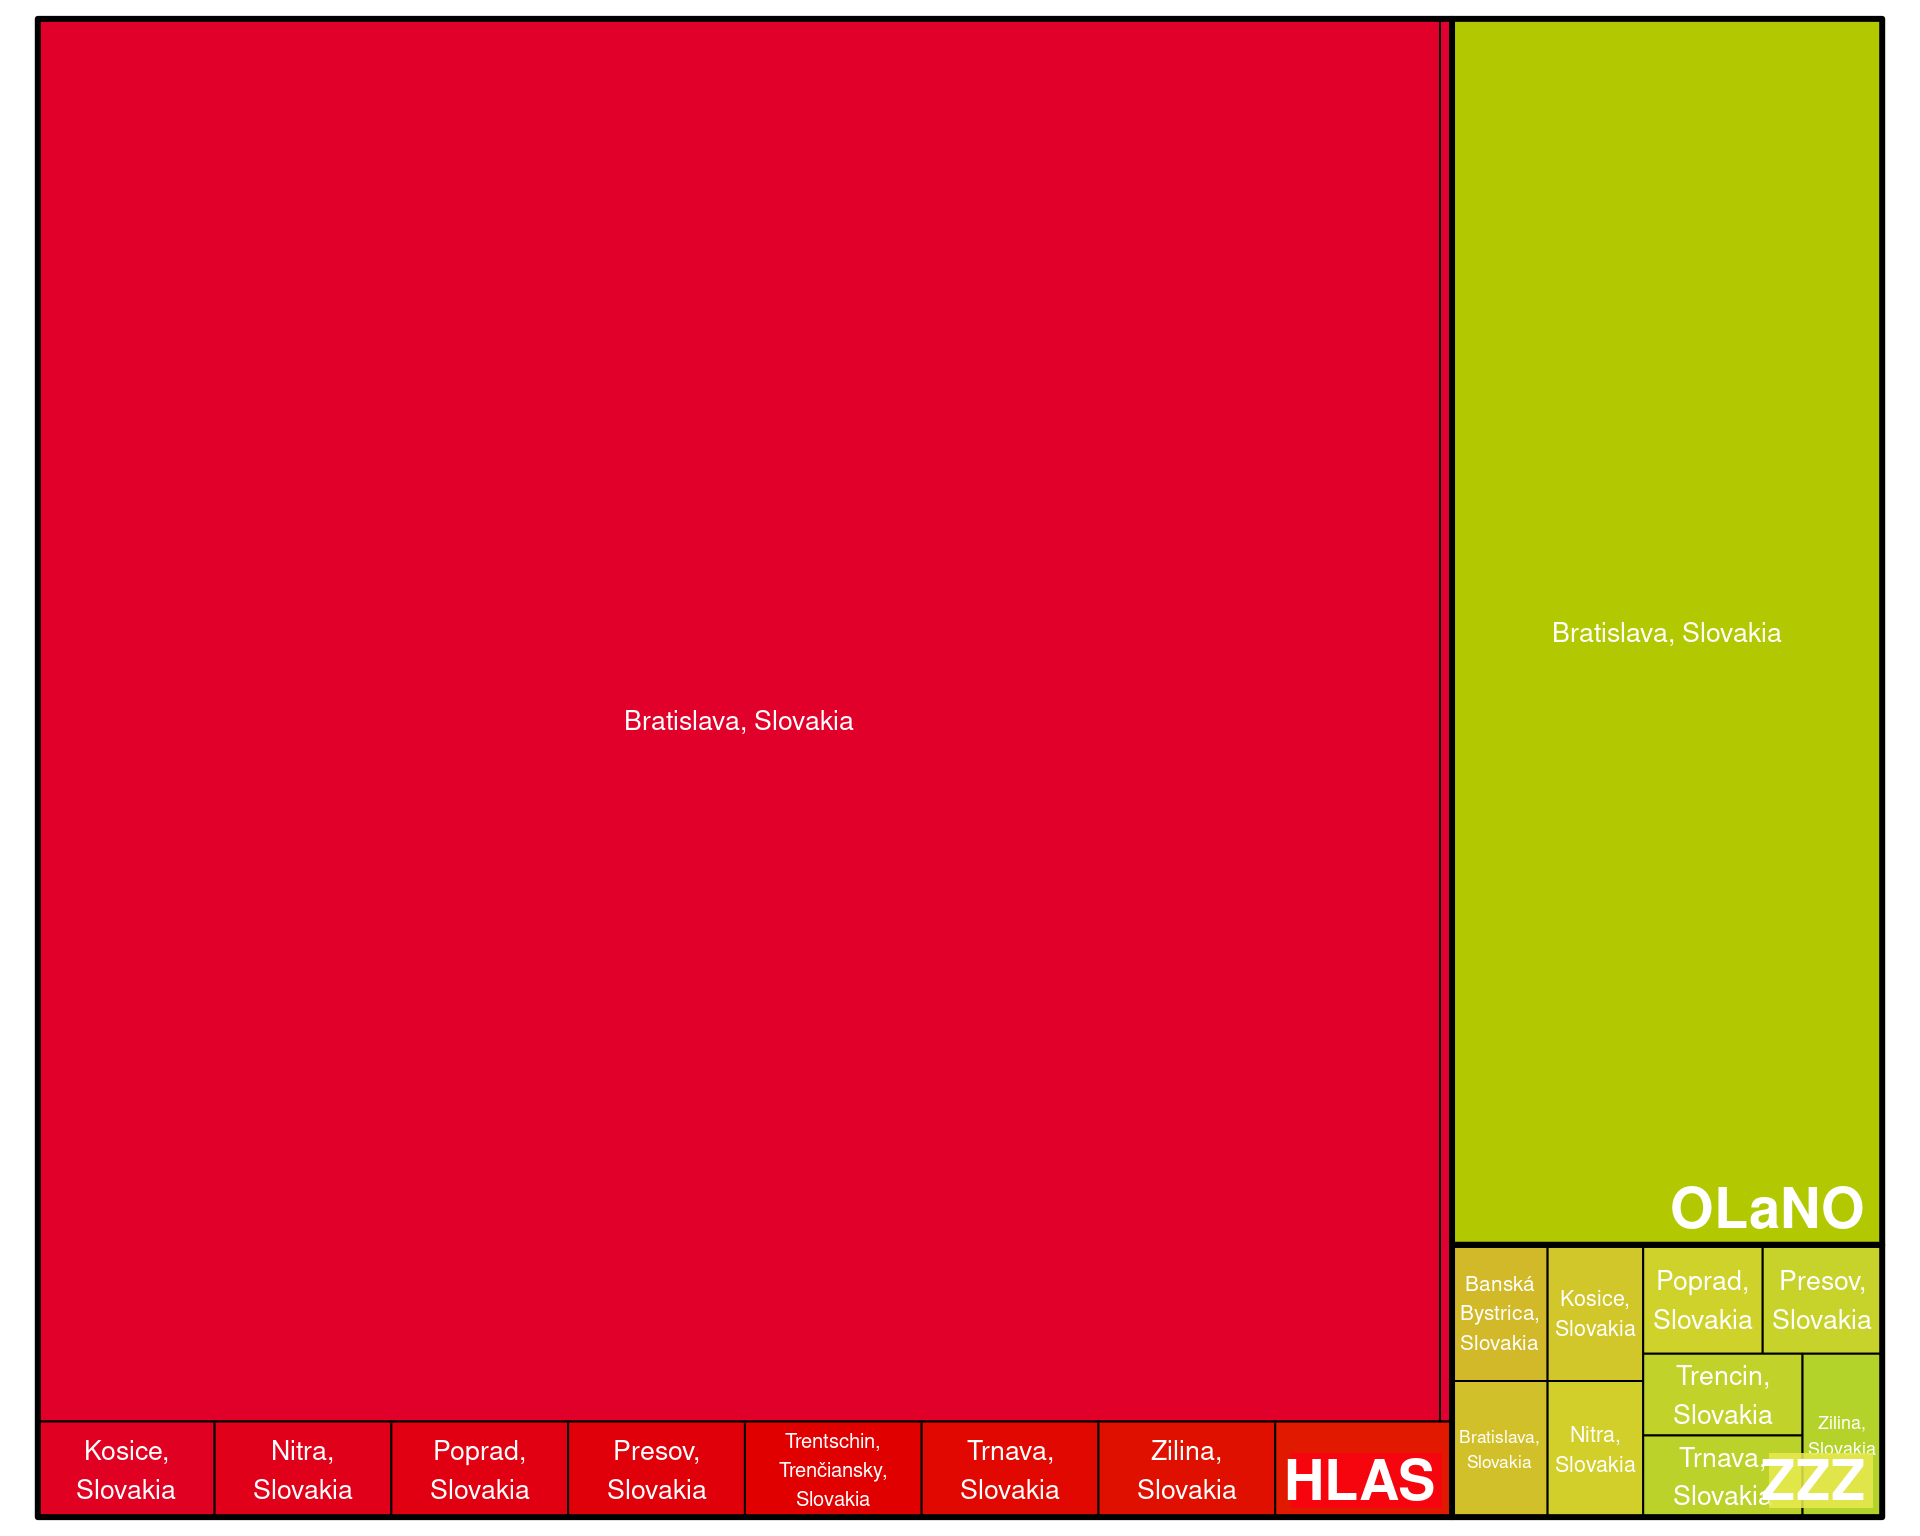 Bratislava, Slovakia
Kosice,
Slovakia
Nitra,
Slovakia
Poprad,
Slovakia
Presov,
Slovakia
Trentschin,
Trenčiansky,
Slovakia
Trnava,
Slovakia
Zilina,
Slovakia
HLAS
Bratislava, Slovakia
OLaNO
Banská
Bystrica,
Slovakia
Kosice,
Slovakia
Poprad,
Slovakia
Presov,
Slovakia
Bratislava,
Slovakia
Nitra,
Slovakia
Trencin,
Slovakia
Trnava,
Slovakia
Zilina,
Slovakia
ZZZ